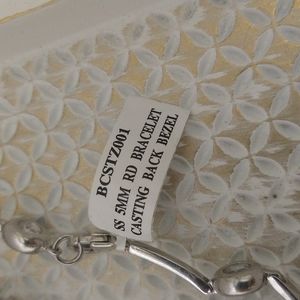 BCSTZ001
SS 5MM RD BRACELET
CASTING BACK BEZEL